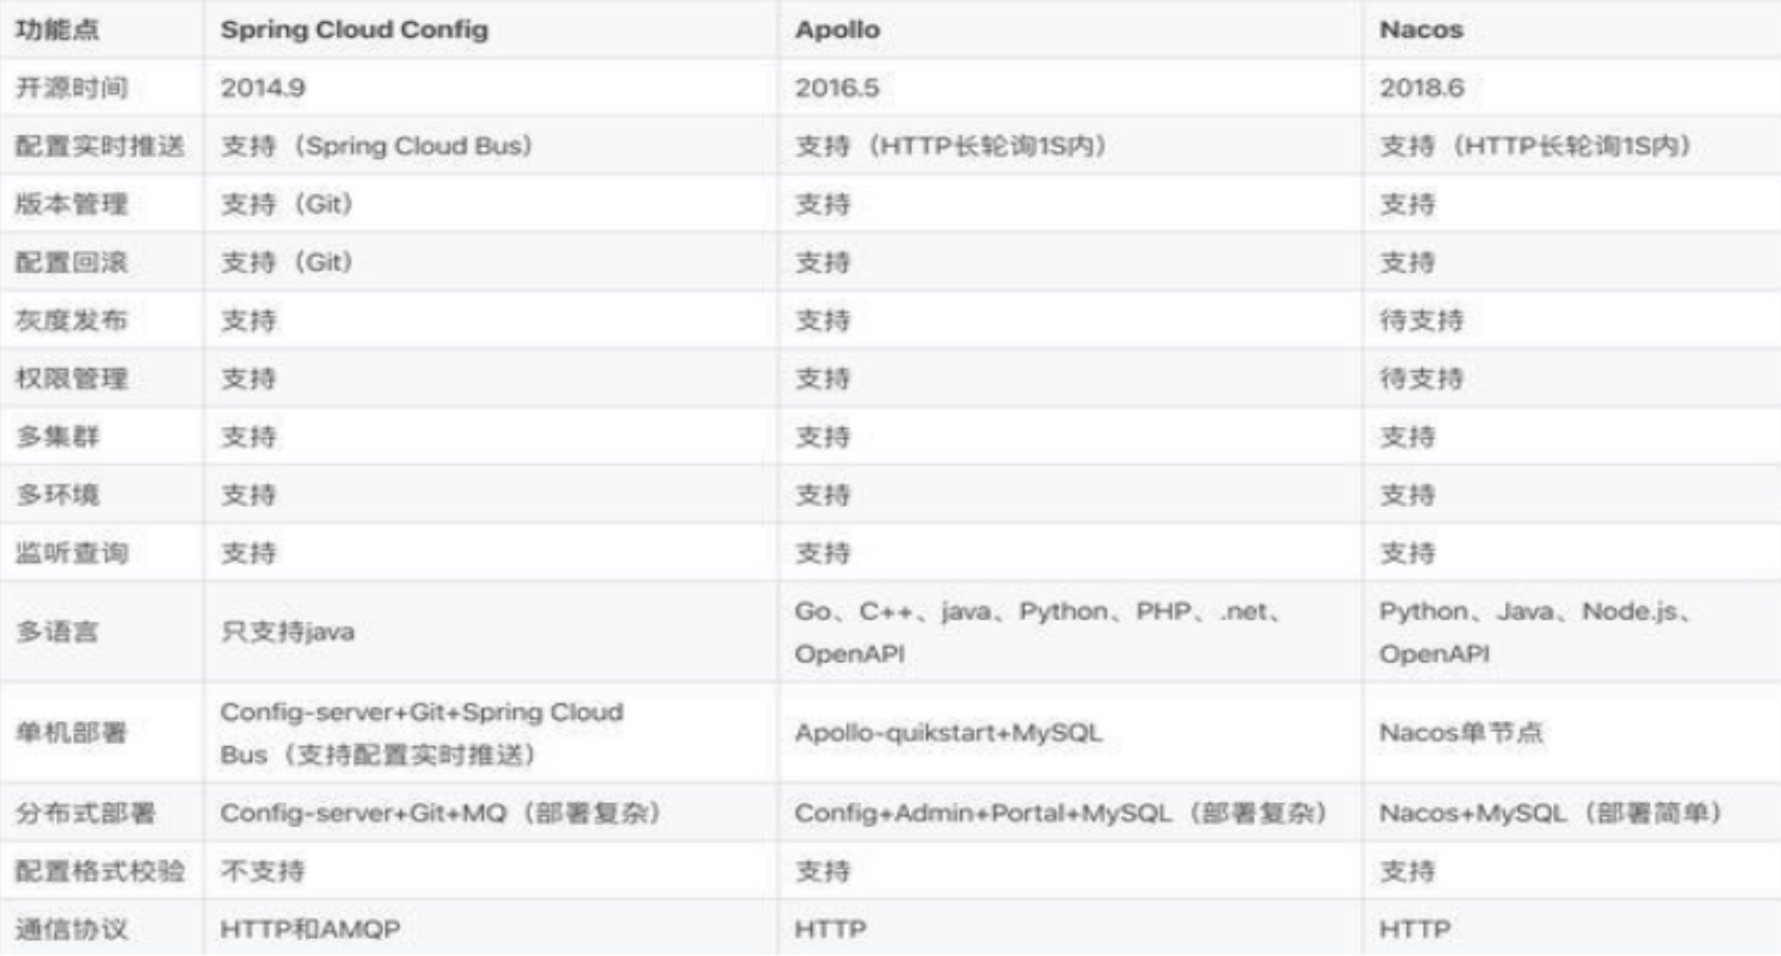 功能点 Spring Cloud Config Apollo Nacos
开源时间 2014.9 2016.5 2018.6
配置实时推送 支持（Spring Cloud Bus） 支持（HTTP长轮询1S内） 支持（HTTP长轮询1S内）
版本管理 支持（Git） 支持 支持
配置回滚 支持（Git） 支持 支持
灰度发布 支持 支持 待支持
权限管理 支持 支持 待支持
多集群 支持 支持 支持
多环境 支持 支持 支持
监听查询 支持 支持 支持
多语言 只支持java Go、C++、java、Python、PHP、.net、 Python、Java、Node.js、
OpenAPI OpenAPI
单机部署 Config-server+Git+Spring Cloud Apollo-quikstart+MySQL Nacos单节点
Bus（支持配置实时推送）
分布式部署 Config-server+Git+MQ（部署复杂） Config+Admin+Portal+MySQL（部署复杂） Nacos+MySQL（部署简单）
配置格式校验 不支持 支持 支持
通信协议 HTTP和AMQP HTTP HTTP